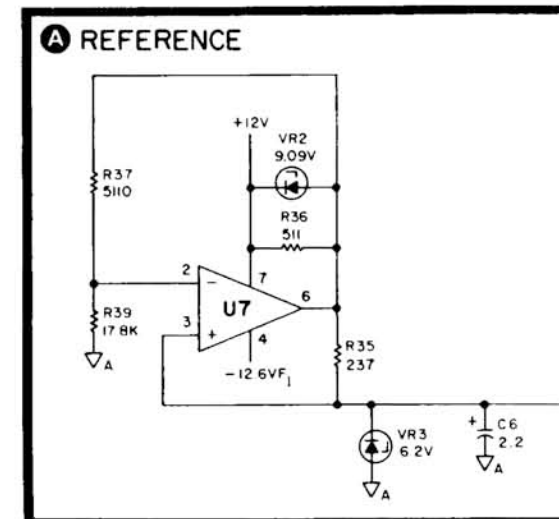 A REFERENCE
+12V
VR2
9.09V
R37
5110
R36
511
2
7
-
U7
6
R39
17.8K
3
+
4
R35
237
A
-12.6VF1
+
C6
2.2
VR3
6.2V
A
A